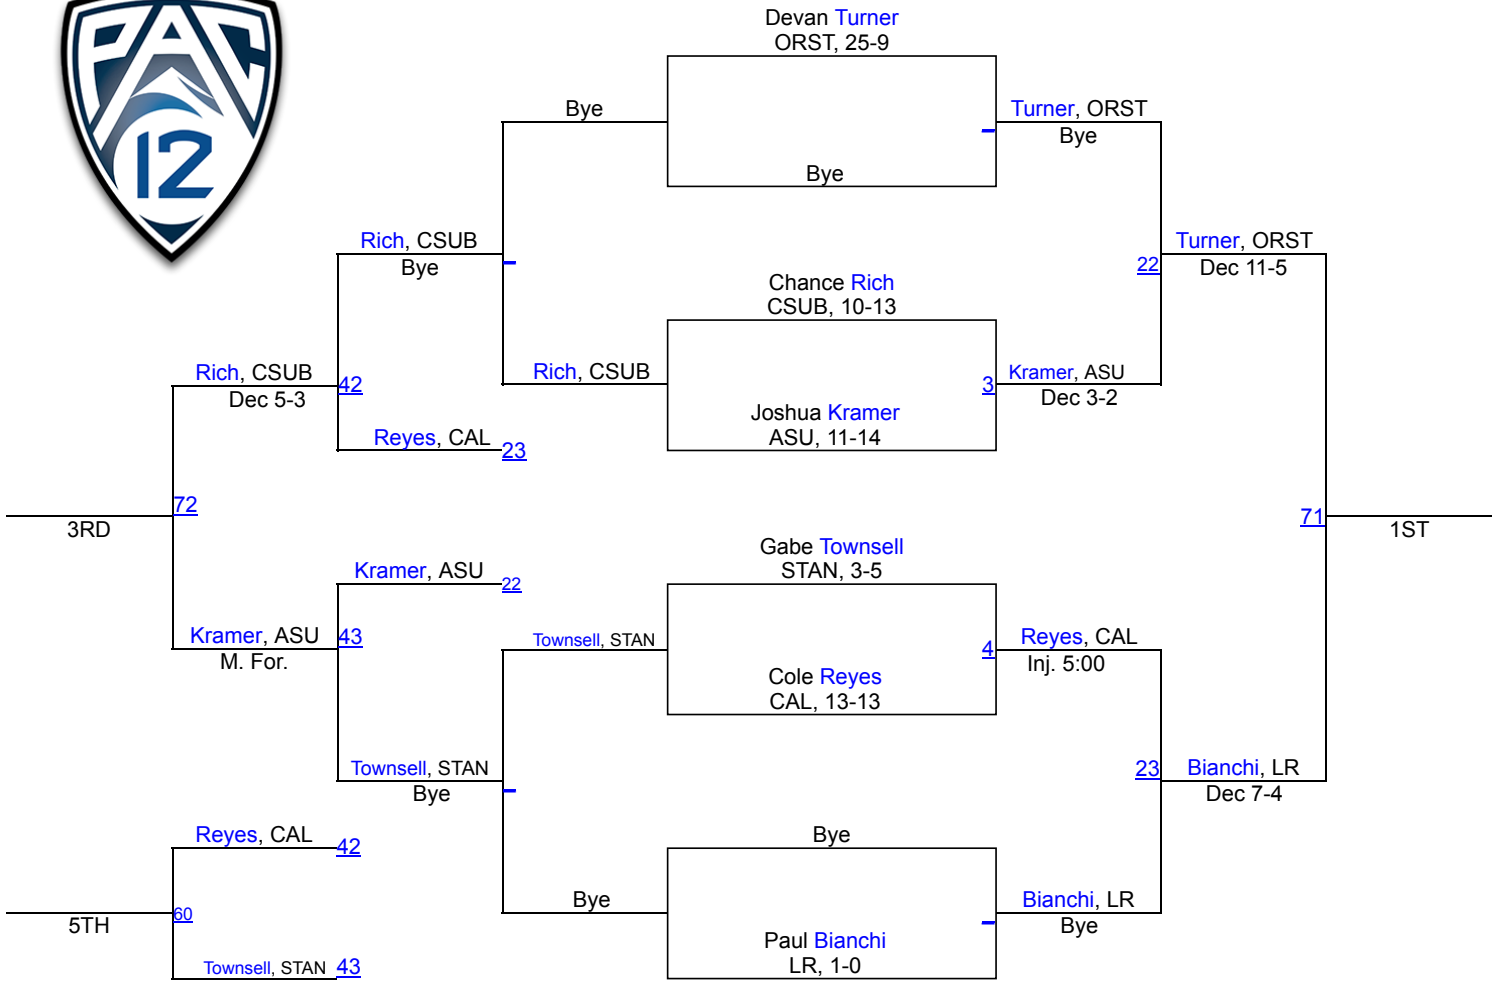 PAC
12
Devan Turner
ORST, 25-9
Bye
Turner, ORST
Bye
Bye
Rich, CSUB
Bye
Turner, ORST
22
Dec 11-5
Chance Rich
CSUB, 10-13
Rich, CSUB
42
Dec 5-3
Rich, CSUB
3
Kramer, ASU
Dec 3-2
Joshua Kramer
ASU, 11-14
Reyes, CAL
23
72
3RD
71
1ST
Gabe Townsell
STAN, 3-5
Kramer, ASU
22
Kramer, ASU
43
M. For.
Townsell, STAN
4
Reyes, CAL
Inj. 5:00
Cole Reyes
CAL, 13-13
Townsell, STAN
Bye
23
Bianchi, LR
Dec 7-4
Reyes, CAL
42
Bye
Bye
Bianchi, LR
Bye
60
5TH
Paul Bianchi
LR, 1-0
Townsell, STAN
43